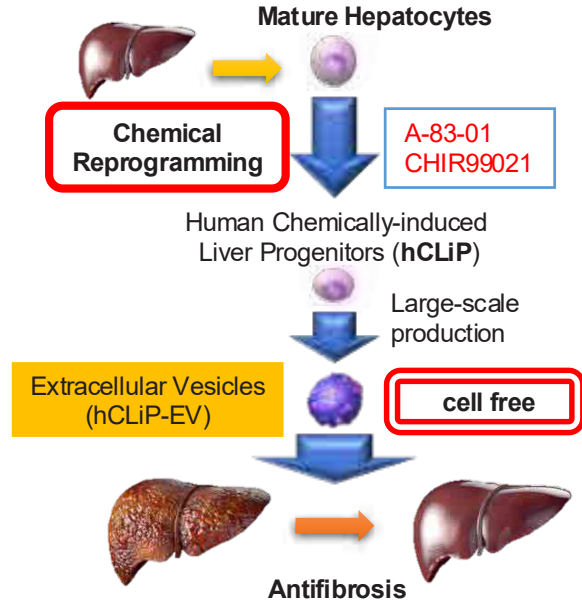 Mature Hepatocytes
Chemical
Reprogramming
A-83-01
CHIR99021
Human Chemically-induced
Liver Progenitors (hCLiP)
Large-scale
production
Extracellular Vesicles
(hCLiP-EV)
cell free
Antifibrosis